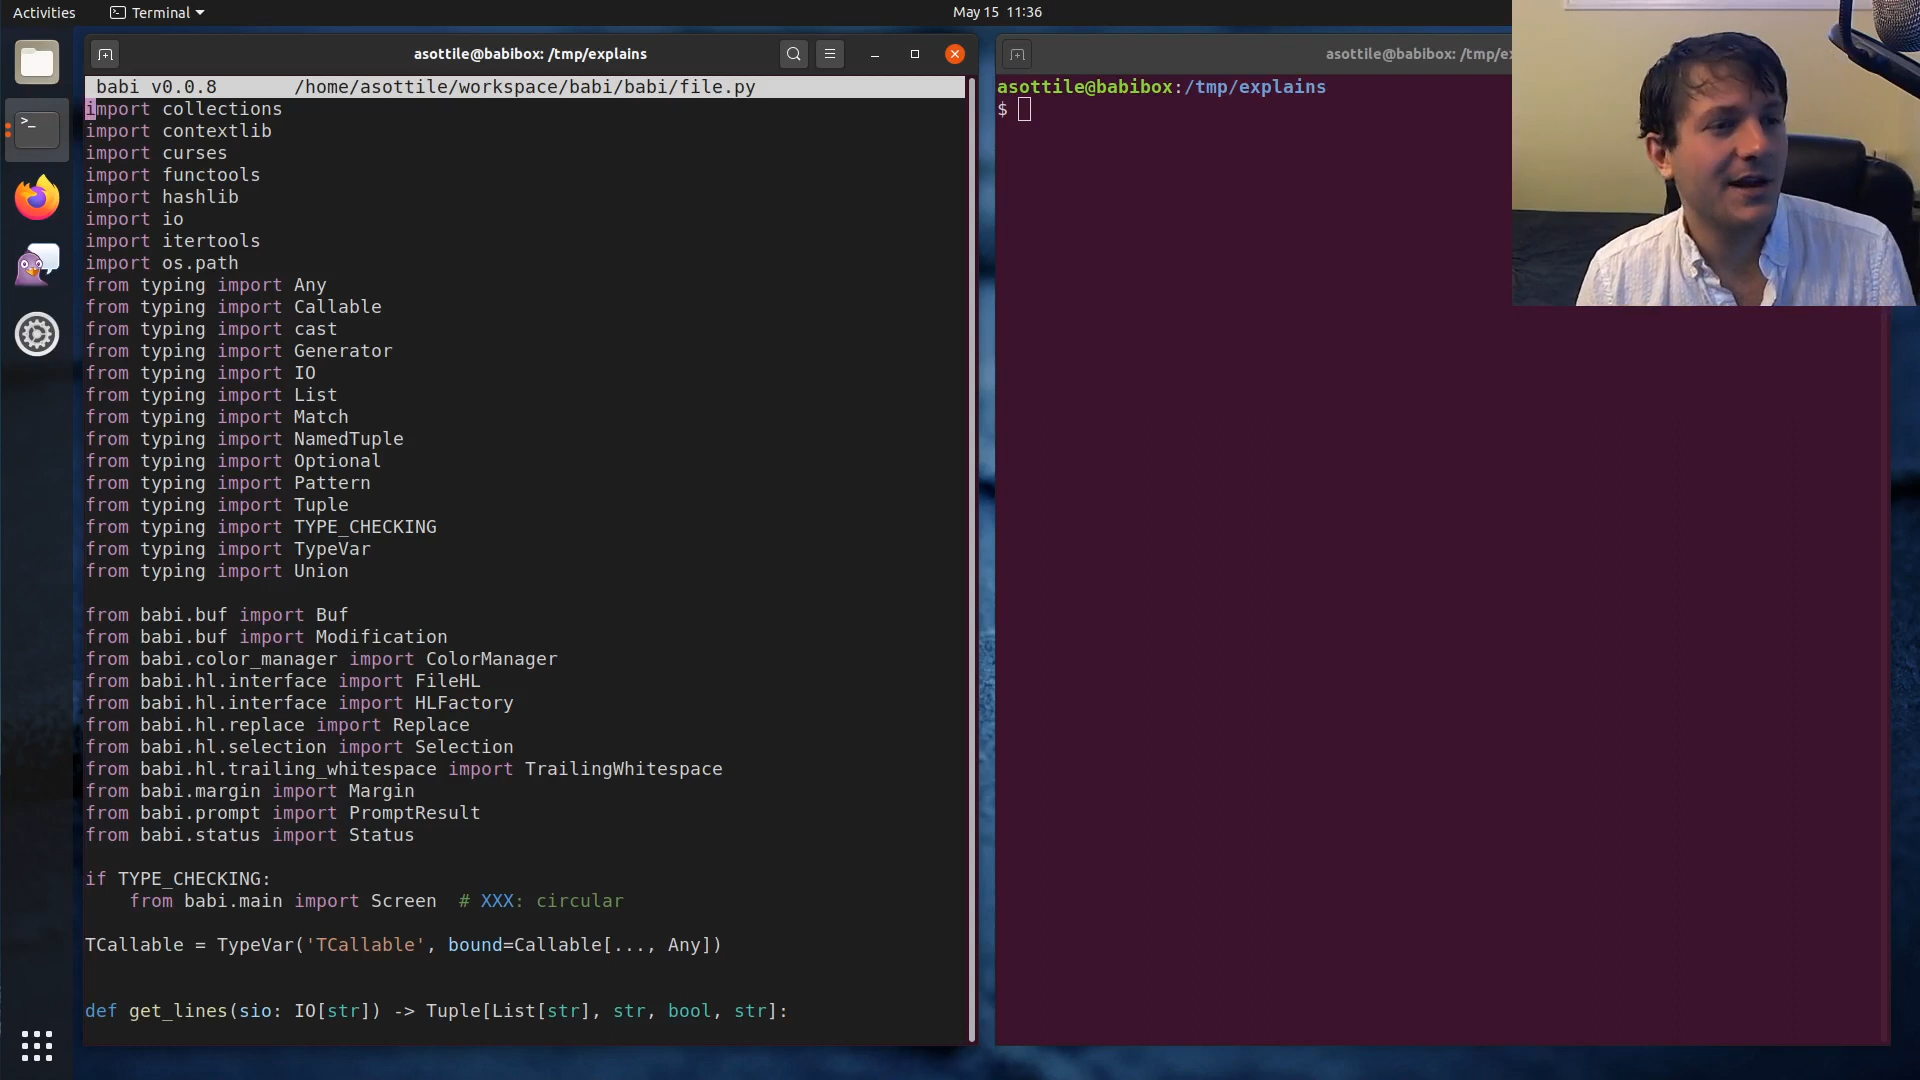 Activities
Terminal
May 15 11:36
asottile@babibox: /tmp/explains
babi v0.0.8 /home/asottile/workspace/babi/babi/file.py
import collections
import contextlib
import curses
import functools
import hashlib
import io
import itertools
import os.path
from typing import Any
from typing import Callable
from typing import cast
from typing import Generator
from typing import IO
from typing import List
from typing import Match
from typing import NamedTuple
from typing import Optional
from typing import Pattern
from typing import Tuple
from typing import TYPE_CHECKING
from typing import TypeVar
from typing import Union
from babi.buf import Buf
from babi.buf import Modification
from babi.color_manager import ColorManager
from babi.hl.interface import FileHL
from babi.hl.interface import HLFactory
from babi.hl.replace import Replace
from babi.hl.selection import Selection
from babi.hl.trailing_whitespace import TrailingWhitespace
from babi.margin import Margin
from babi.prompt import PromptResult
from babi.status import Status
if TYPE_CHECKING:
    from babi.main import Screen  # XXX: circular
TCallable = TypeVar('TCallable', bound=Callable[..., Any])
def get_lines(sio: IO[str]) -> Tuple[List[str], str, bool, str]:
asottile@babibox: /tmp/ex
asottile@babibox:/tmp/explains
$